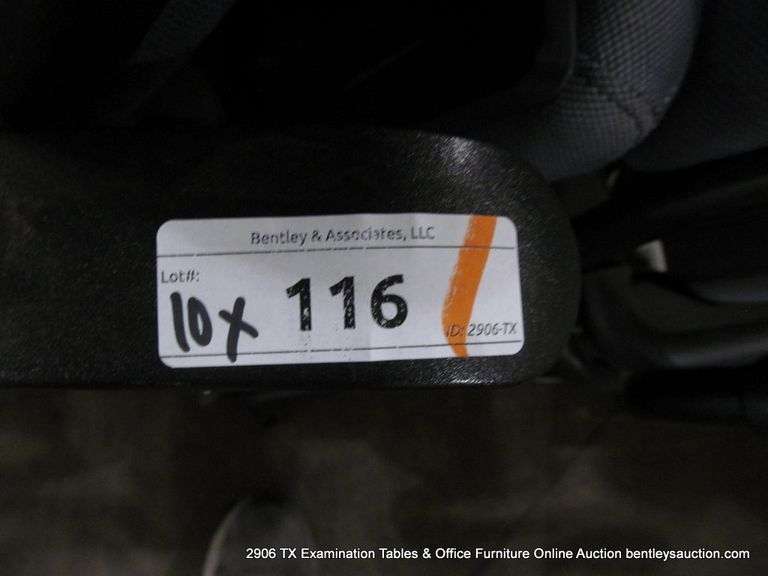 Bentley & Associates, LLC
Lot#:
10x 116
ID: 2906-TX
2906 TX Examination Tables & Office Furniture Online Auction bentleysauction.com